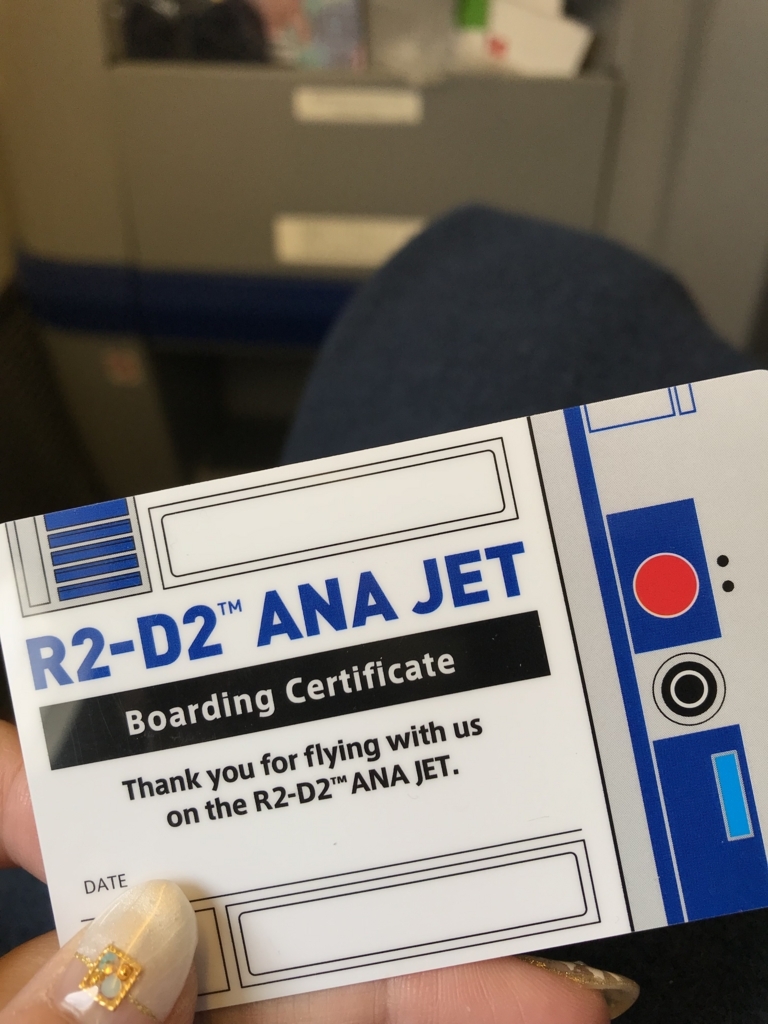 R2-D2™ ANA JET
Boarding Certificate
Thank you for flying with us
on the R2-D2™ ANA JET.
DATE